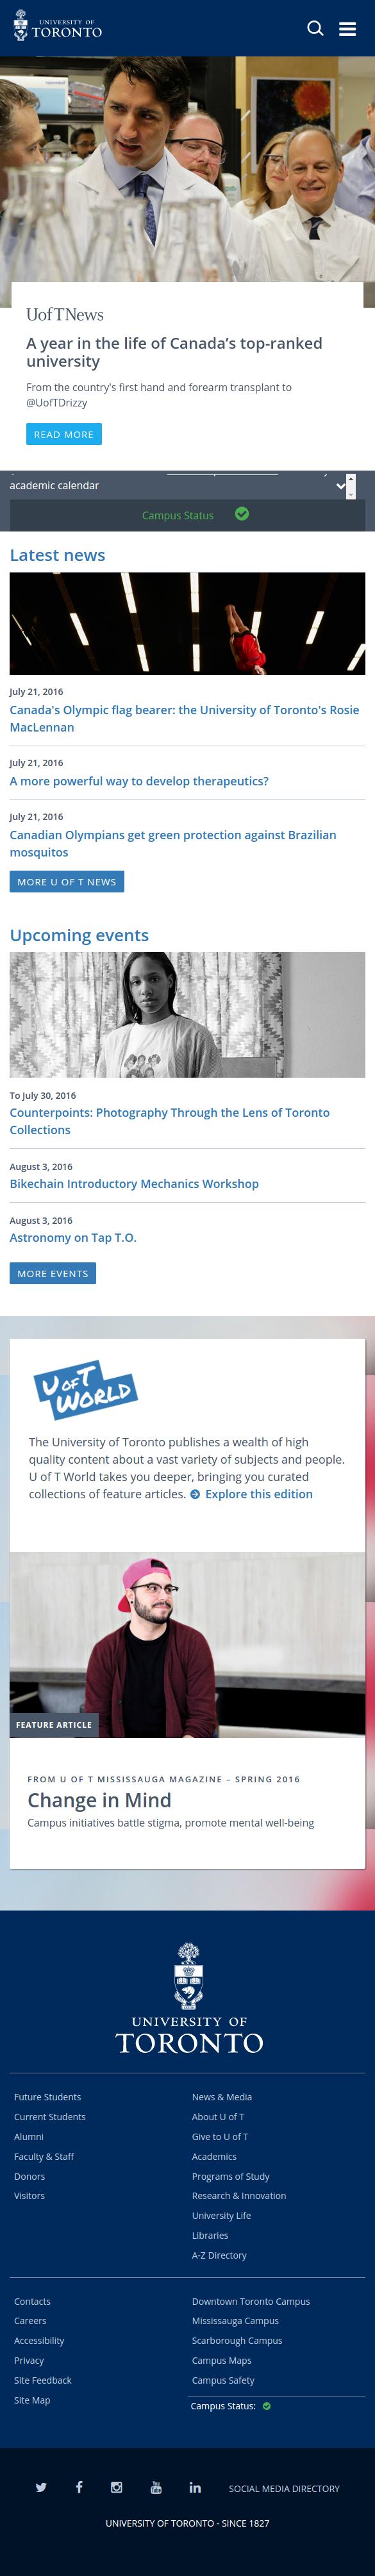 UNIVERSITY OF
TORONTO
U of T News
A year in the life of Canada's top-ranked
university
From the country's first hand and forearm transplant to
@UofTDrizzy
READ MORE
academic calendar
Campus Status
Latest news
July 21, 2016
Canada's Olympic flag bearer: the University of Toronto's Rosie
MacLennan
July 21, 2016
A more powerful way to develop therapeutics?
July 21, 2016
Canadian Olympians get green protection against Brazilian
mosquitos
MORE U OF T NEWS
Upcoming events
To July 30, 2016
Counterpoints: Photography Through the Lens of Toronto
Collections
August 3, 2016
Bikechain Introductory Mechanics Workshop
August 3, 2016
Astronomy on Tap T.O.
MORE EVENTS
U OF T
WORLD
The University of Toronto publishes a wealth of high
quality content about a vast variety of subjects and people.
U of T World takes you deeper, bringing you curated
collections of feature articles. Explore this edition
FEATURE ARTICLE
FROM U OF T MISSISSAUGA MAGAZINE – SPRING 2016
Change in Mind
Campus initiatives battle stigma, promote mental well-being
UNIVERSITY OF
TORONTO
Future Students
Current Students
Alumni
Faculty & Staff
Donors
Visitors
News & Media
About U of T
Give to U of T
Academics
Programs of Study
Research & Innovation
University Life
Libraries
A-Z Directory
Contacts
Careers
Accessibility
Privacy
Site Feedback
Site Map
Downtown Toronto Campus
Mississauga Campus
Scarborough Campus
Campus Maps
Campus Safety
Campus Status:
SOCIAL MEDIA DIRECTORY
UNIVERSITY OF TORONTO - SINCE 1827